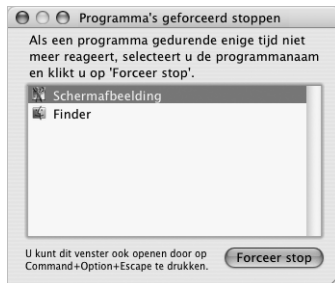 Programma's geforceerd stoppen
Als een programma gedurende enige tijd niet
meer reageert, selecteert u de programmanaam
en klikt u op 'Forceer stop'.
Schermafbeelding
Finder
U kunt dit venster ook openen door op
Command+Option+Escape te drukken.
Forceer stop